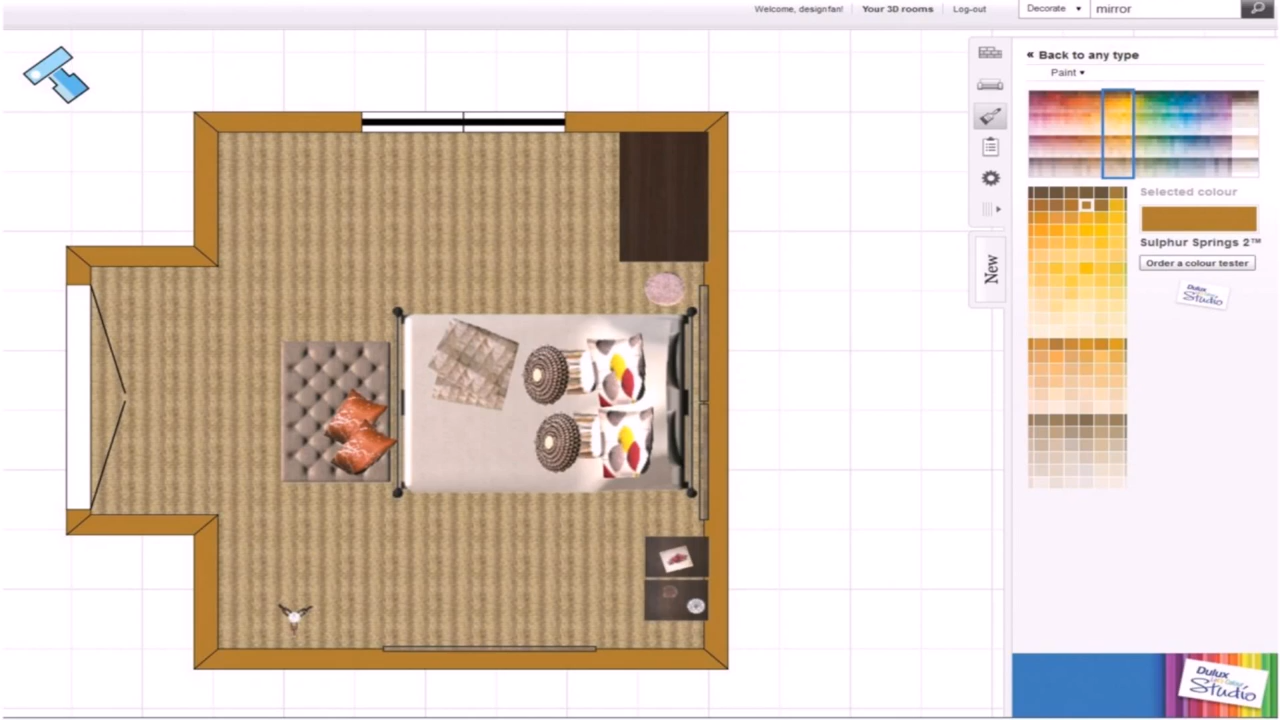 Welcome, designfan! Your 3D rooms Log-out Decorate mirror
« Back to any type
Paint
Selected colour
Sulphur Springs 2™
Order a colour tester
Dulux
Studio
New
Dulux
Studio